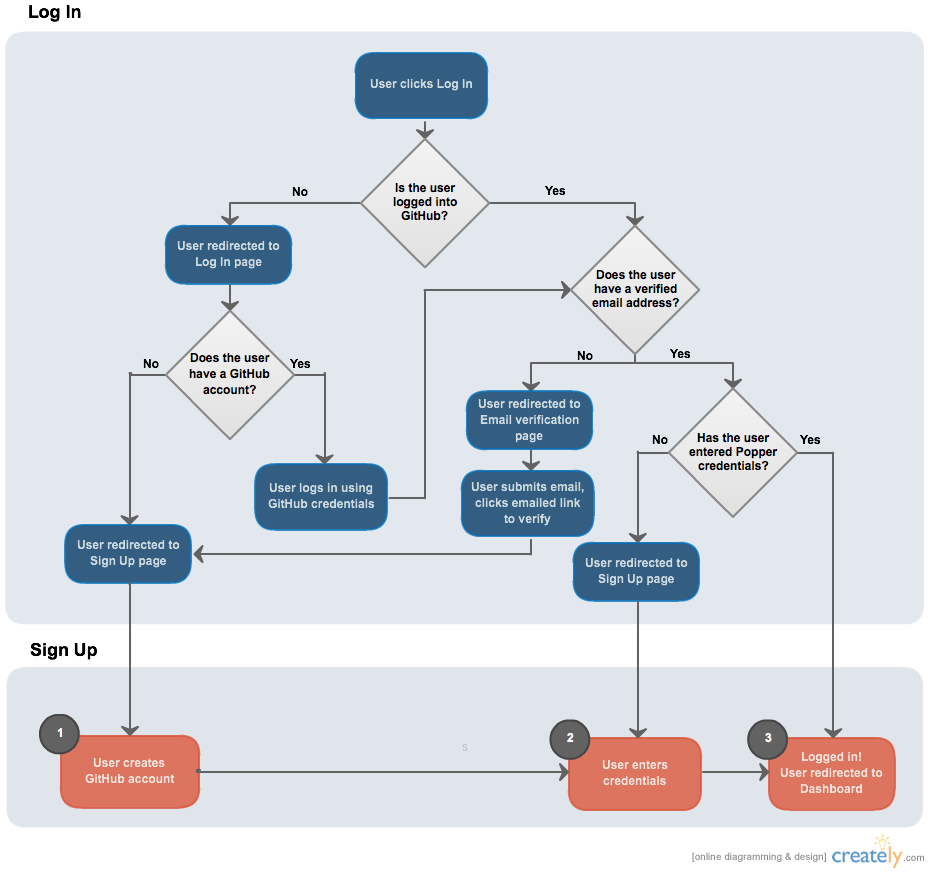 Log In
User clicks Log In
Is the user
logged into
GitHub?
No
Yes
User redirected to
Log In page
Does the user
have a verified
email address?
Does the user
have a GitHub
account?
No
Yes
No
Yes
User redirected to
Email verification
page
Has the user
entered Popper
credentials?
No
Yes
User logs in using
GitHub credentials
User submits email,
clicks emailed link
to verify
User redirected to
Sign Up page
User redirected to
Sign Up page
Sign Up
1
User creates
GitHub account
s
2
User enters
credentials
3
Logged in!
User redirected to
Dashboard
[online diagramming & design] creately.com